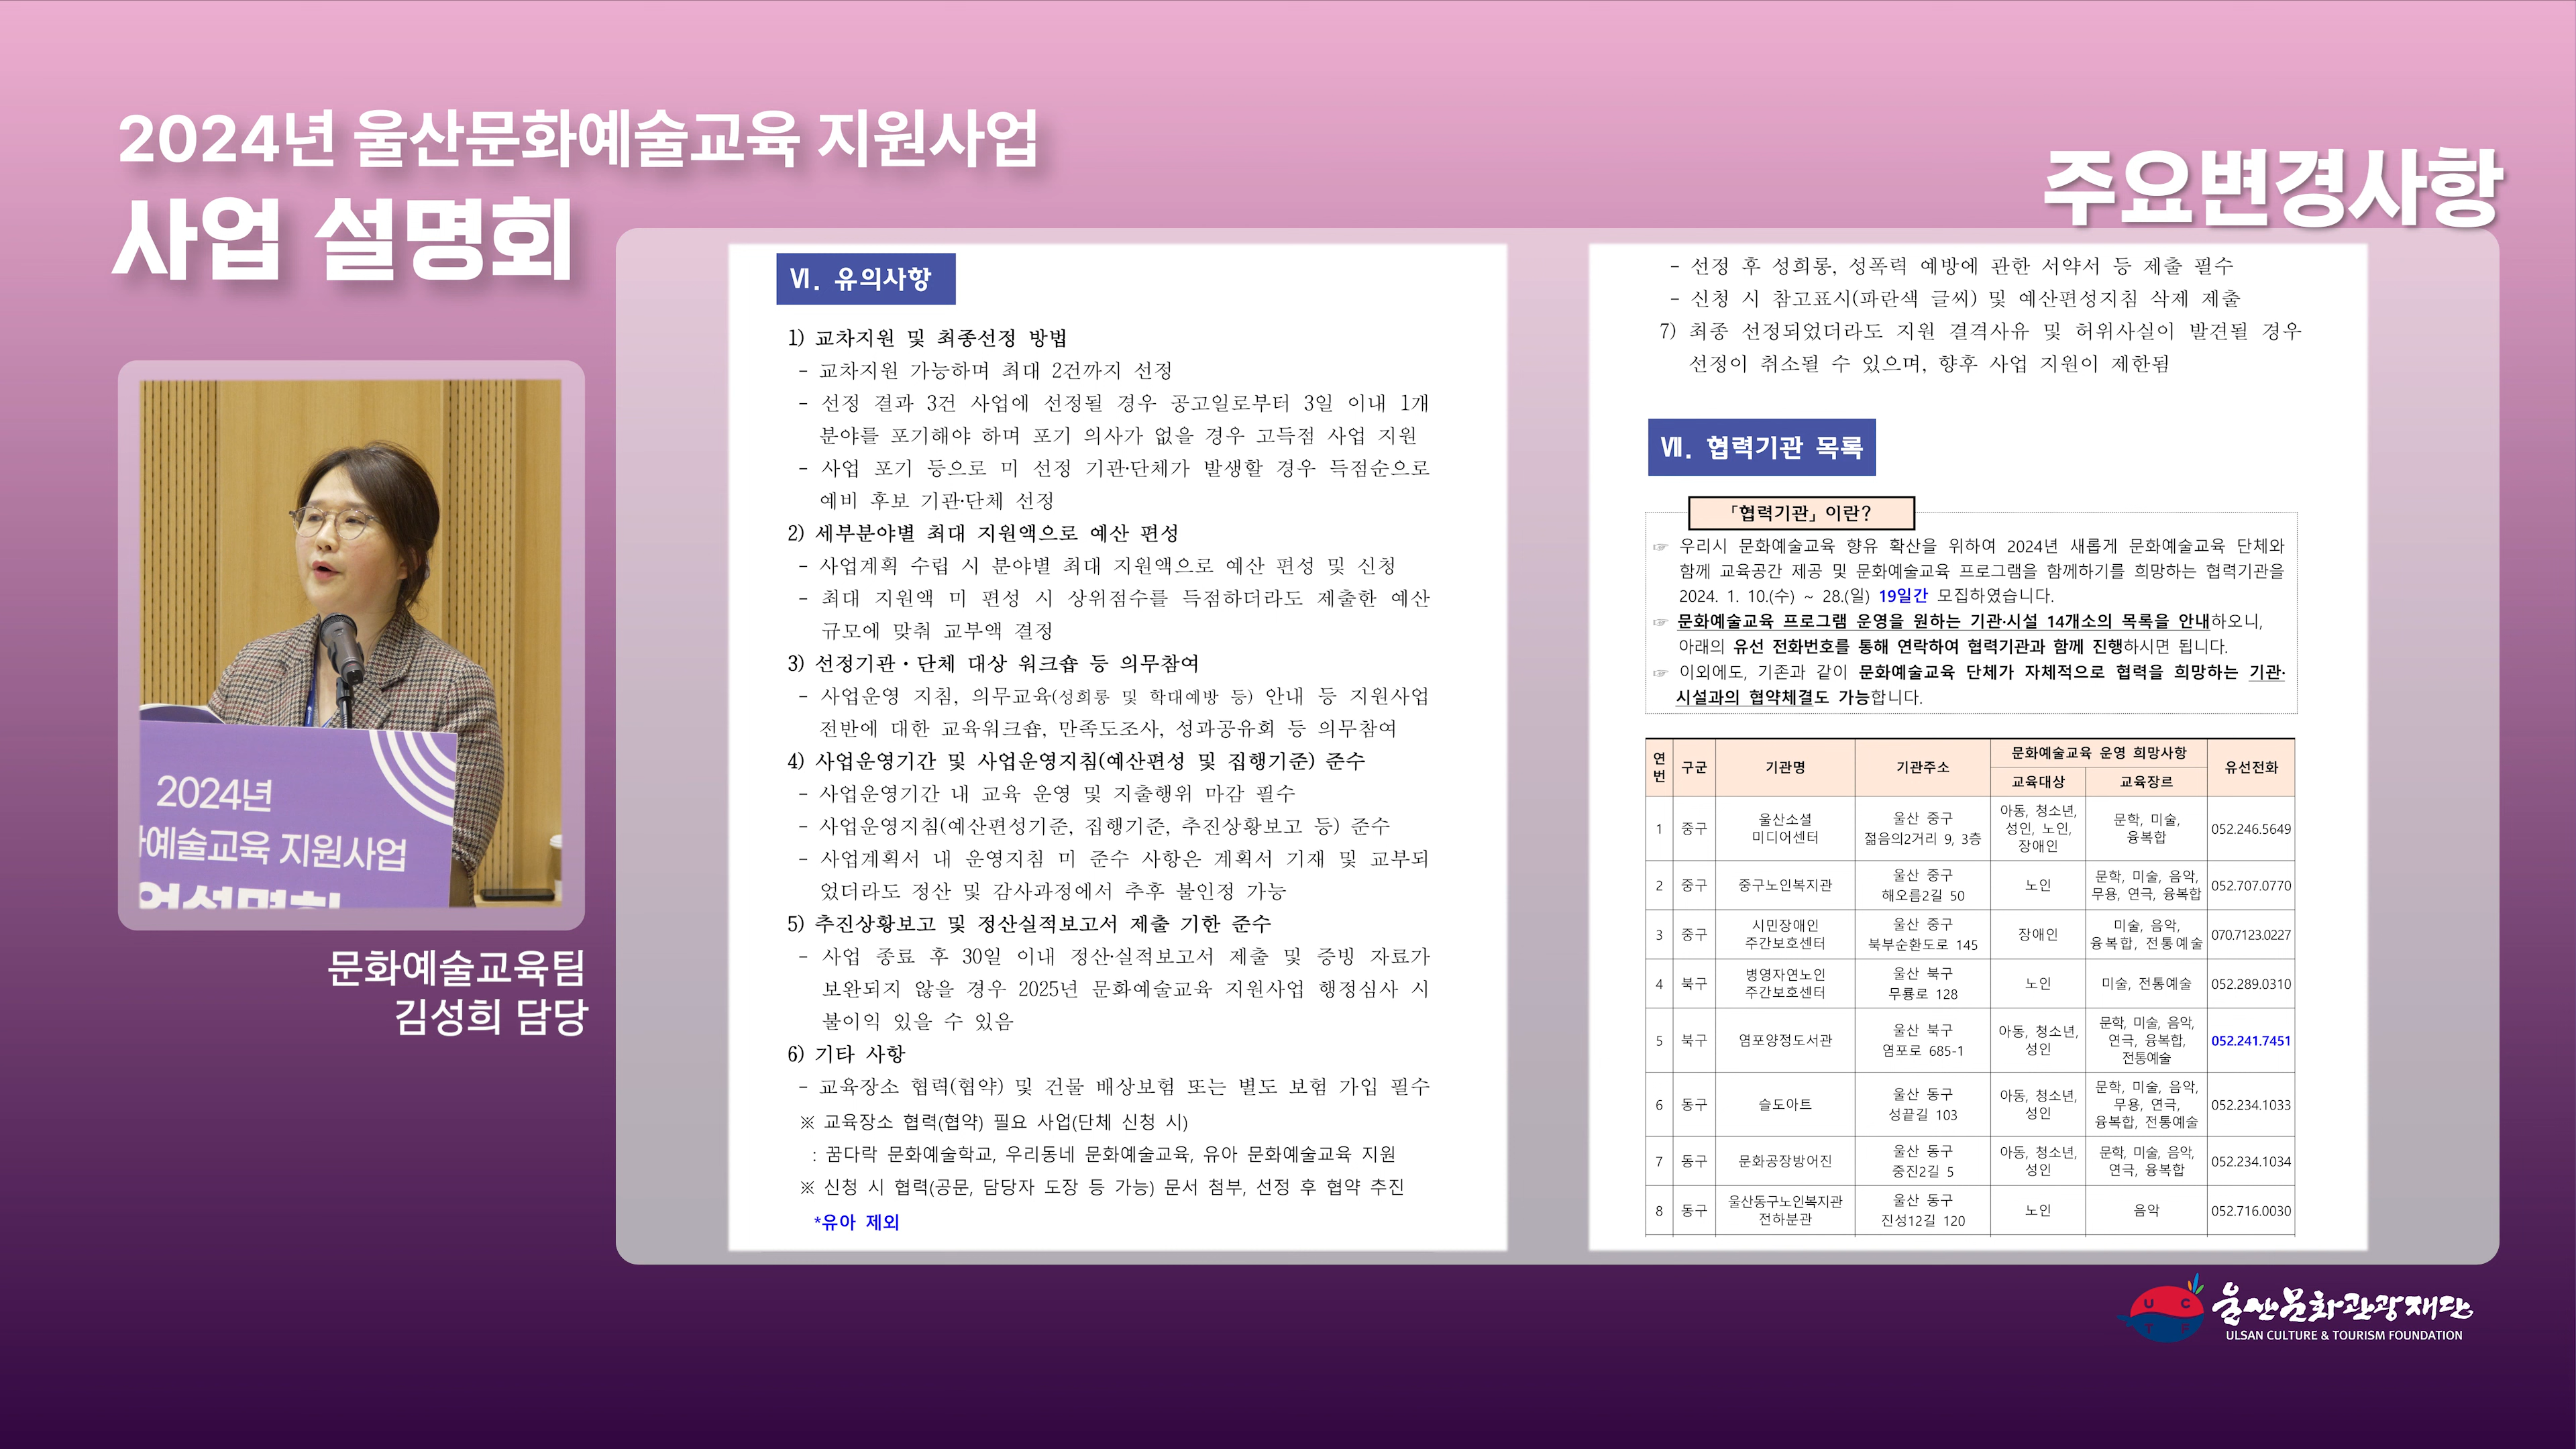 2024년 울산문화예술교육 지원사업
사업 설명회
주요변경사항
2024년
예술교육 지원사업
문화예술교육팀
김성희 담당
Ⅵ. 유의사항
1) 교차지원 및 최종선정 방법
- 교차지원 가능하며 최대 2건까지 선정
- 선정 결과 3건 사업에 선정될 경우 공고일로부터 3일 이내 1개
분야를 포기해야 하며 포기 의사가 없을 경우 고득점 사업 지원
- 사업 포기 등으로 미 선정 기관·단체가 발생할 경우 득점순으로
예비 후보 기관·단체 선정
2) 세부분야별 최대 지원액으로 예산 편성
- 사업계획 수립 시 분야별 최대 지원액으로 예산 편성 및 신청
- 최대 지원액 미 편성 시 상위점수를 득점하더라도 제출한 예산
규모에 맞춰 교부액 결정
3) 선정기관·단체 대상 워크숍 등 의무참여
- 사업운영 지침, 의무교육(성희롱 및 학대예방 등) 안내 등 지원사업
전반에 대한 교육워크숍, 만족도조사, 성과공유회 등 의무참여
4) 사업운영기간 및 사업운영지침(예산편성 및 집행기준) 준수
- 사업운영기간 내 교육 운영 및 지출행위 마감 필수
- 사업운영지침(예산편성기준, 집행기준, 추진상황보고 등) 준수
- 사업계획서 내 운영지침 미 준수 사항은 계획서 기재 및 교부되
었더라도 정산 및 감사과정에서 추후 불인정 가능
5) 추진상황보고 및 정산실적보고서 제출 기한 준수
- 사업 종료 후 30일 이내 정산·실적보고서 제출 및 증빙 자료가
보완되지 않을 경우 2025년 문화예술교육 지원사업 행정심사 시
불이익 있을 수 있음
6) 기타 사항
- 교육장소 협력(협약) 및 건물 배상보험 또는 별도 보험 가입 필수
※ 교육장소 협력(협약) 필요 사업(단체 신청 시)
: 꿈다락 문화예술학교, 우리동네 문화예술교육, 유아 문화예술교육 지원
※ 신청 시 협력(공문, 담당자 도장 등 가능) 문서 첨부, 선정 후 협약 추진
*유아 제외
- 선정 후 성희롱, 성폭력 예방에 관한 서약서 등 제출 필수
- 신청 시 참고표시(파란색 글씨) 및 예산편성지침 삭제 제출
7) 최종 선정되었더라도 지원 결격사유 및 허위사실이 발견될 경우
선정이 취소될 수 있으며, 향후 사업 지원이 제한됨
Ⅶ. 협력기관 목록
「협력기관」이란?
☞ 우리시 문화예술교육 향유 확산을 위하여 2024년 새롭게 문화예술교육 단체와
함께 교육공간 제공 및 문화예술교육 프로그램을 함께하기를 희망하는 협력기관을
2024. 1. 10.(수) ~ 28.(일) 19일간 모집하였습니다.
☞ 문화예술교육 프로그램 운영을 원하는 기관·시설 14개소의 목록을 안내하오니,
아래의 유선 전화번호를 통해 연락하여 협력기관과 함께 진행하시면 됩니다.
☞ 이외에도, 기존과 같이 문화예술교육 단체가 자체적으로 협력을 희망하는 기관·
시설과의 협약체결도 가능합니다.
연번 구군 기관명 기관주소 문화예술교육 운영 희망사항 유선전화
교육대상 교육장르
1 중구 울산소셜 미디어센터 울산 중구 젊음의2거리 9, 3층 아동, 청소년, 성인, 노인, 장애인 문학, 미술, 융복합 052.246.5649
2 중구 중구노인복지관 울산 중구 해오름2길 50 노인 문학, 미술, 음악, 무용, 연극, 융복합 052.707.0770
3 중구 시민장애인 주간보호센터 울산 중구 북부순환도로 145 장애인 미술, 음악, 융복합, 전통예술 070.7123.0227
4 북구 병영자연노인 주간보호센터 울산 북구 무룡로 128 노인 미술, 전통예술 052.289.0310
5 북구 염포양정도서관 울산 북구 염포로 685-1 아동, 청소년, 성인 문학, 미술, 음악, 연극, 융복합, 전통예술 052.241.7451
6 동구 슬도아트 울산 동구 성끝길 103 아동, 청소년, 성인 문학, 미술, 음악, 무용, 연극, 융복합, 전통예술 052.234.1033
7 동구 문화공장방어진 울산 동구 중진2길 5 아동, 청소년, 성인 문학, 미술, 음악, 연극, 융복합 052.234.1034
8 동구 울산동구노인복지관 전하분관 울산 동구 진성12길 120 노인 음악 052.716.0030
울산문화관광재단
ULSAN CULTURE & TOURISM FOUNDATION